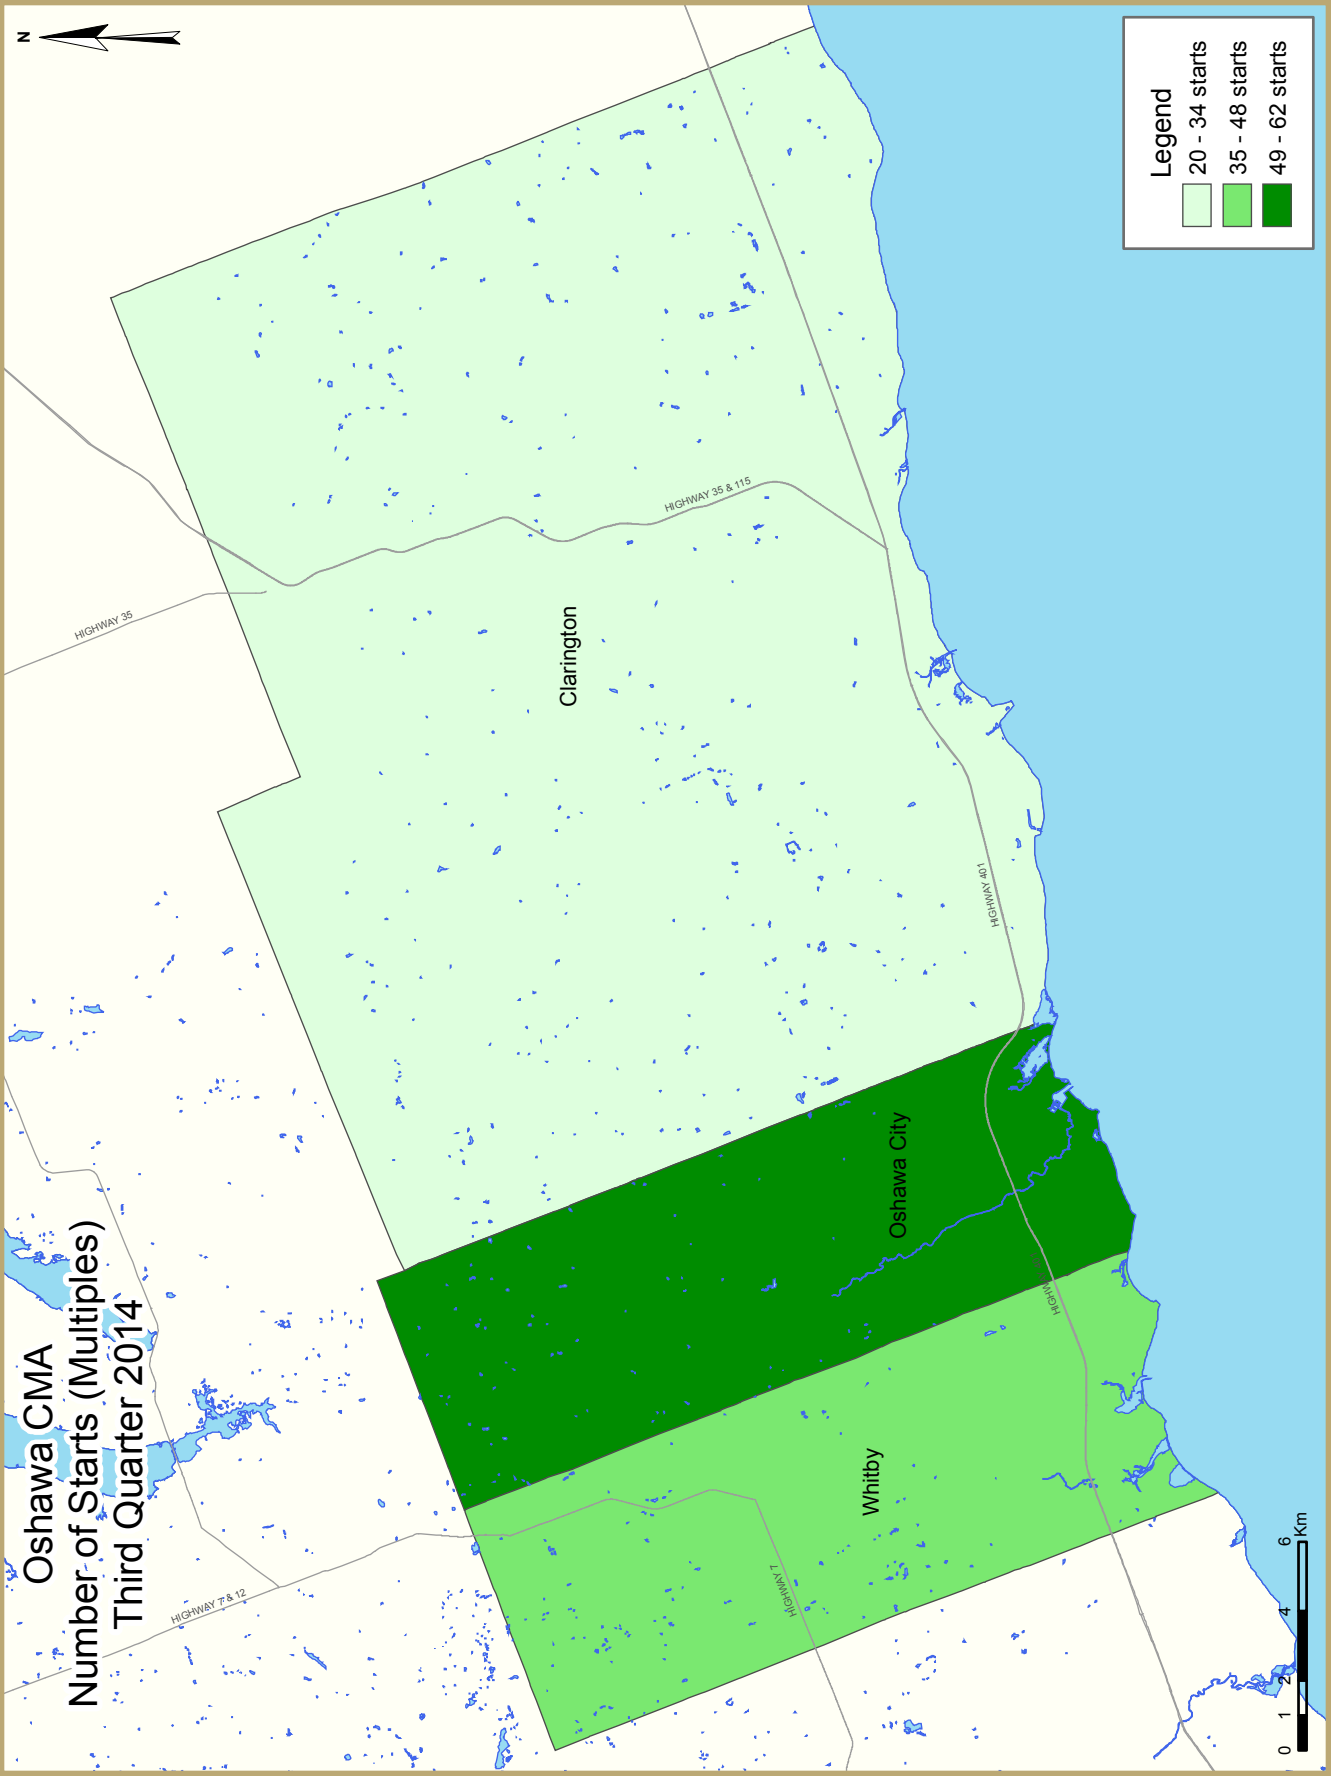 Oshawa CMA
Number of Starts (Multiples)
Third Quarter 2014
N
HIGHWAY 7 & 12
HIGHWAY 35
HIGHWAY 35 & 115
Clarington
Oshawa City
Whitby
HIGHWAY 7
HIGHWAY 401
HIGHW
Legend
20 - 34 starts
35 - 48 starts
49 - 62 starts
0 1 2 4 6
Km